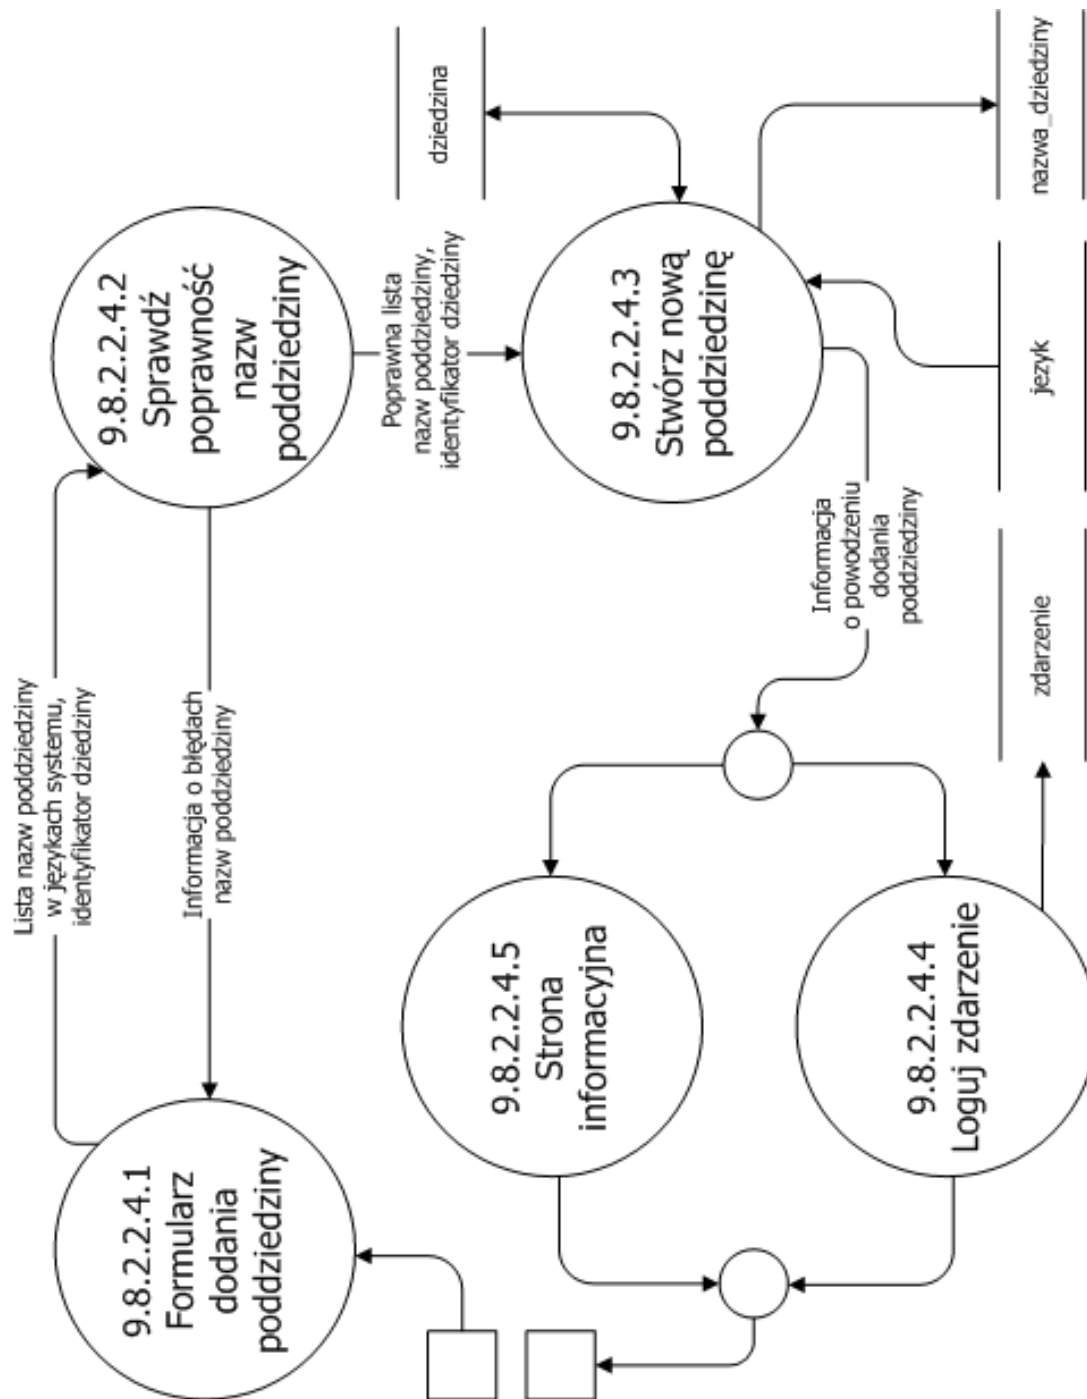 9.8.2.2.4.1
Formularz
dodania
poddziedziny
Lista nazw poddziedziny
w językach systemu,
identyfikator dziedziny
Informacja o błędach
nazw poddziedziny
9.8.2.2.4.2
Sprawdź
poprawność
nazw
poddziedziny
Poprawna lista
nazw poddziedziny,
identyfikator dziedziny
dziedzina
9.8.2.2.4.3
Stwórz nową
poddziedzinę
nazwa_dziedziny
język
Informacja
o powodzeniu
dodania
poddziedziny
zdarzenie
9.8.2.2.4.5
Strona
informacyjna
9.8.2.2.4.4
Loguj zdarzenie